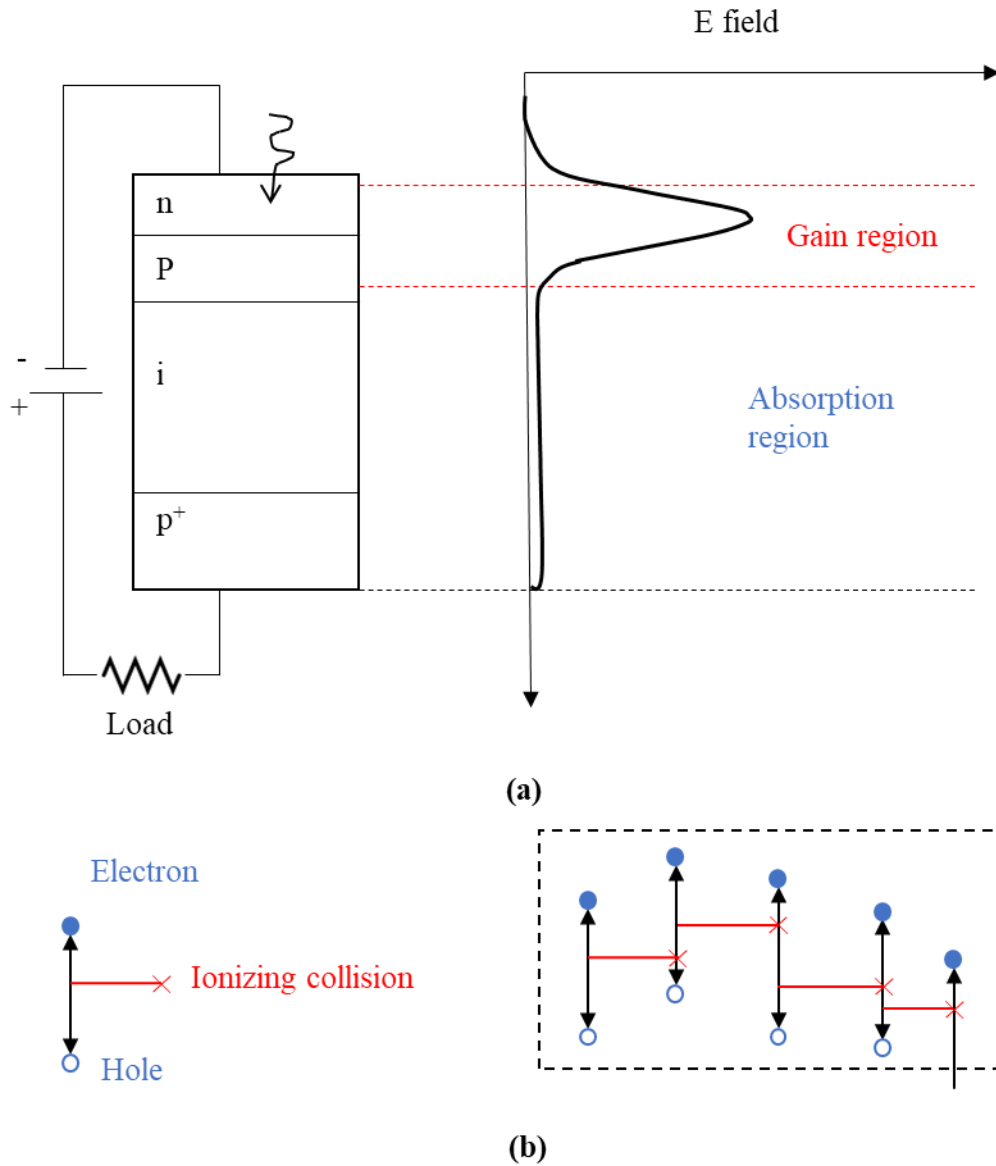 E field
n
P
i
p⁺
-
+
Gain region
Absorption
region
Load
(a)
Electron
Ionizing collision
Hole
(b)